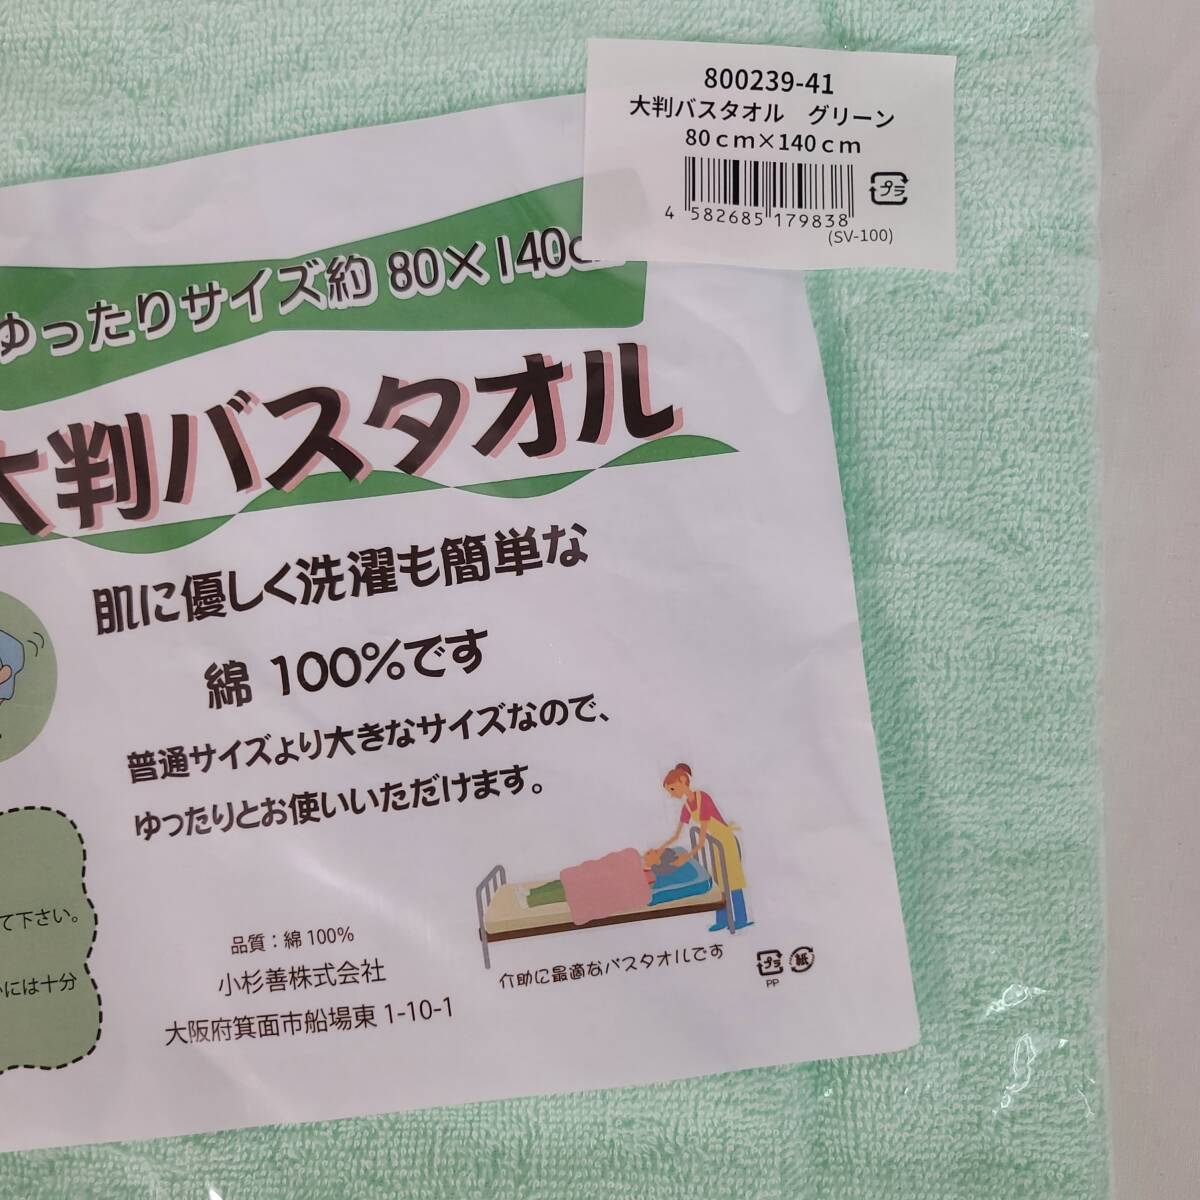 800239-41
大判バスタオル　グリーン
80cm×140cm
4 582685 179838
(SV-100)
プラ
ゆったりサイズ約 80×140c
大判バスタオル
肌に優しく洗濯も簡単な
綿 100%です
普通サイズより大きなサイズなので、
ゆったりとお使いいただけます。
て下さい。
には十分
品質：綿 100%
小杉善株式会社
大阪府箕面市船場東 1-10-1
介助に最適なバスタオルです
プラ 紙
PP